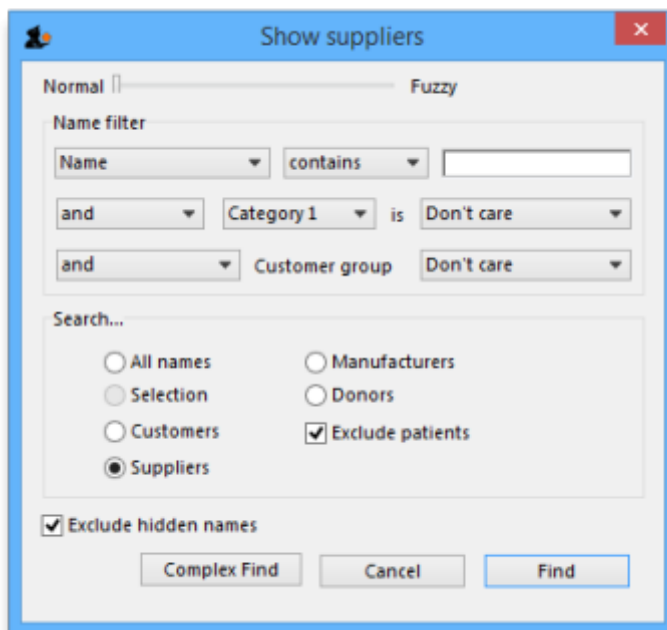 Show suppliers
Normal Fuzzy
Name filter
Name contains
and Category 1 is Don't care
and Customer group Don't care
Search...
All names Manufacturers
Selection Donors
Customers Exclude patients
Suppliers
Exclude hidden names
Complex Find Cancel Find